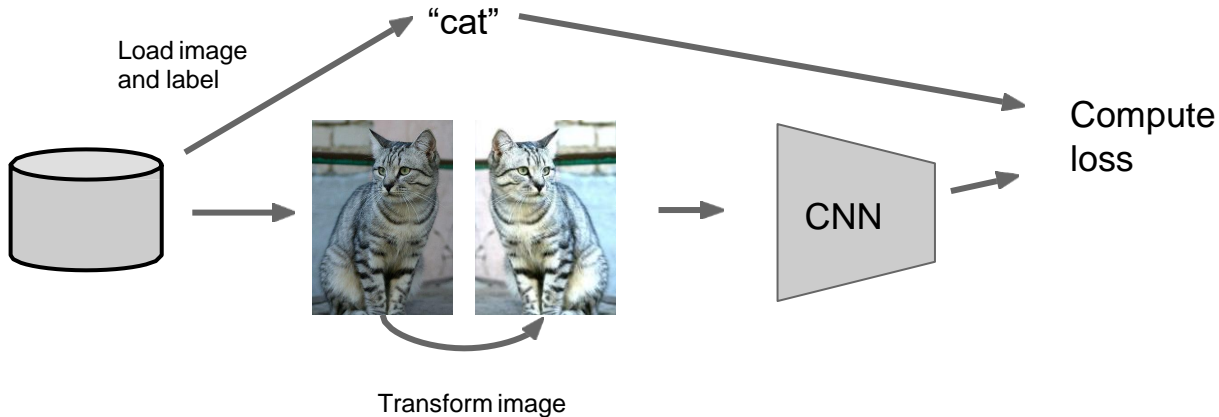 “cat”
Load image
and label
Compute
loss
CNN
Transform image